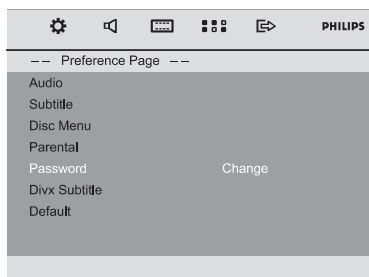 PHILIPS
-- Preference Page --
Audio
Subtitle
Disc Menu
Parental
Password Change
Divx Subtitle
Default